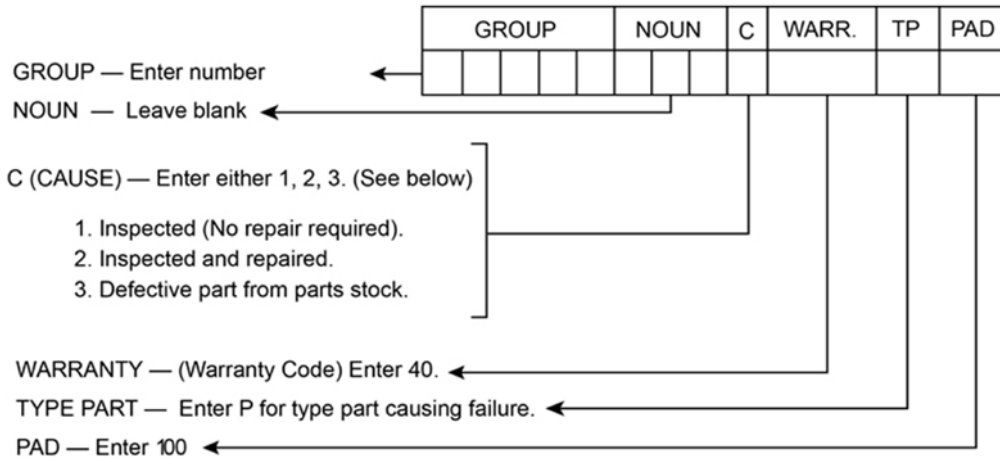 GROUP NOUN C WARR. TP PAD
GROUP — Enter number
NOUN — Leave blank
C (CAUSE) — Enter either 1, 2, 3. (See below)
1. Inspected (No repair required).
2. Inspected and repaired.
3. Defective part from parts stock.
WARRANTY — (Warranty Code) Enter 40.
TYPE PART — Enter P for type part causing failure.
PAD — Enter 100